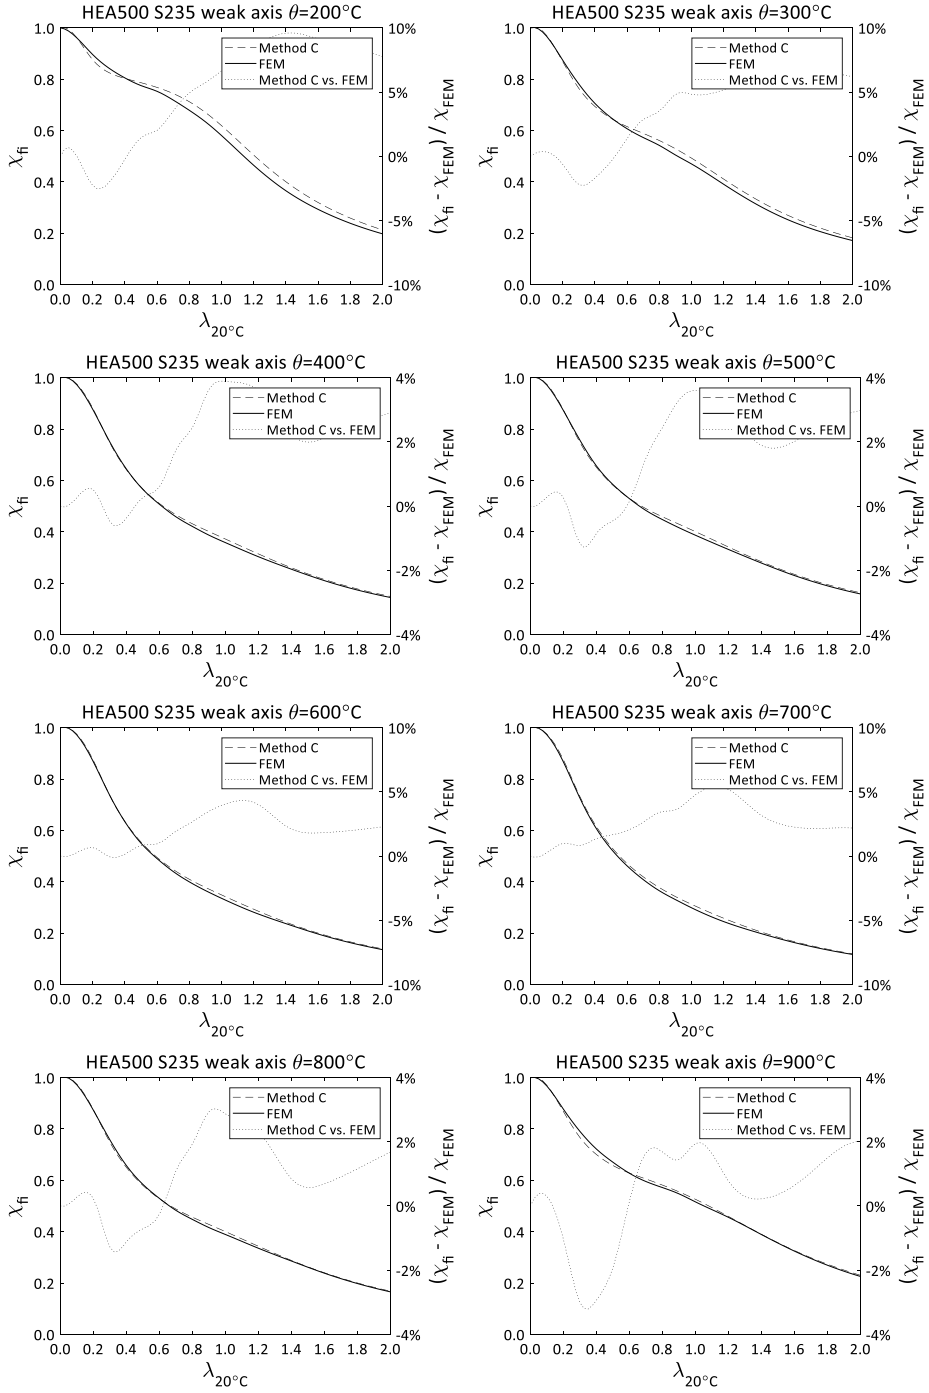 HEA500 S235 weak axis θ=200°C
1.0
0.8
0.6
0.4
0.2
0.0
χfi
Method C
FEM
Method C vs. FEM
10%
5%
0%
-5%
-10%
(χfi - χFEM) / χFEM
0.0 0.2 0.4 0.6 0.8 1.0 1.2 1.4 1.6 1.8 2.0
λ20°C
HEA500 S235 weak axis θ=300°C
1.0
0.8
0.6
0.4
0.2
0.0
χfi
Method C
FEM
Method C vs. FEM
10%
5%
0%
-5%
-10%
(χfi - χFEM) / χFEM
0.0 0.2 0.4 0.6 0.8 1.0 1.2 1.4 1.6 1.8 2.0
λ20°C
HEA500 S235 weak axis θ=400°C
1.0
0.8
0.6
0.4
0.2
0.0
χfi
Method C
FEM
Method C vs. FEM
4%
2%
0%
-2%
-4%
(χfi - χFEM) / χFEM
0.0 0.2 0.4 0.6 0.8 1.0 1.2 1.4 1.6 1.8 2.0
λ20°C
HEA500 S235 weak axis θ=500°C
1.0
0.8
0.6
0.4
0.2
0.0
χfi
Method C
FEM
Method C vs. FEM
4%
2%
0%
-2%
-4%
(χfi - χFEM) / χFEM
0.0 0.2 0.4 0.6 0.8 1.0 1.2 1.4 1.6 1.8 2.0
λ20°C
HEA500 S235 weak axis θ=600°C
1.0
0.8
0.6
0.4
0.2
0.0
χfi
Method C
FEM
Method C vs. FEM
10%
5%
0%
-5%
-10%
(χfi - χFEM) / χFEM
0.0 0.2 0.4 0.6 0.8 1.0 1.2 1.4 1.6 1.8 2.0
λ20°C
HEA500 S235 weak axis θ=700°C
1.0
0.8
0.6
0.4
0.2
0.0
χfi
Method C
FEM
Method C vs. FEM
10%
5%
0%
-5%
-10%
(χfi - χFEM) / χFEM
0.0 0.2 0.4 0.6 0.8 1.0 1.2 1.4 1.6 1.8 2.0
λ20°C
HEA500 S235 weak axis θ=800°C
1.0
0.8
0.6
0.4
0.2
0.0
χfi
Method C
FEM
Method C vs. FEM
4%
2%
0%
-2%
-4%
(χfi - χFEM) / χFEM
0.0 0.2 0.4 0.6 0.8 1.0 1.2 1.4 1.6 1.8 2.0
λ20°C
HEA500 S235 weak axis θ=900°C
1.0
0.8
0.6
0.4
0.2
0.0
χfi
Method C
FEM
Method C vs. FEM
4%
2%
0%
-2%
-4%
(χfi - χFEM) / χFEM
0.0 0.2 0.4 0.6 0.8 1.0 1.2 1.4 1.6 1.8 2.0
λ20°C